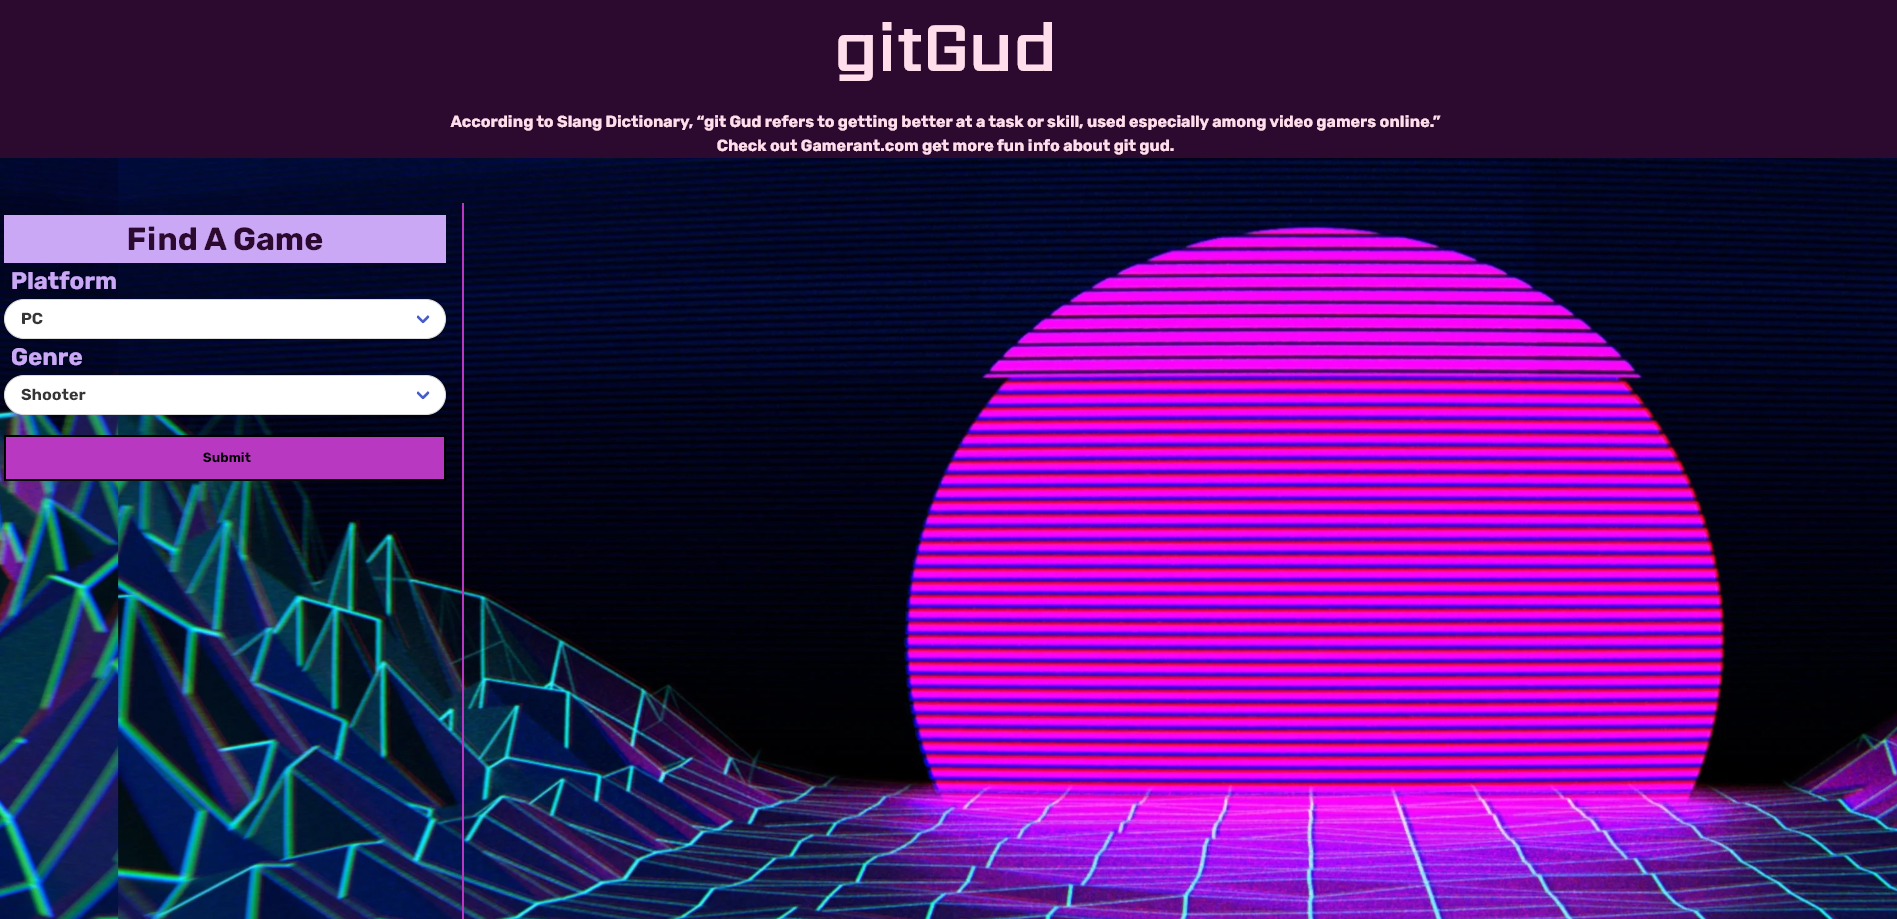 gitGud
According to Slang Dictionary, “git Gud refers to getting better at a task or skill, used especially among video gamers online.”
Check out Gamerant.com get more fun info about git gud.
Find A Game
Platform
PC
Genre
Shooter
Submit